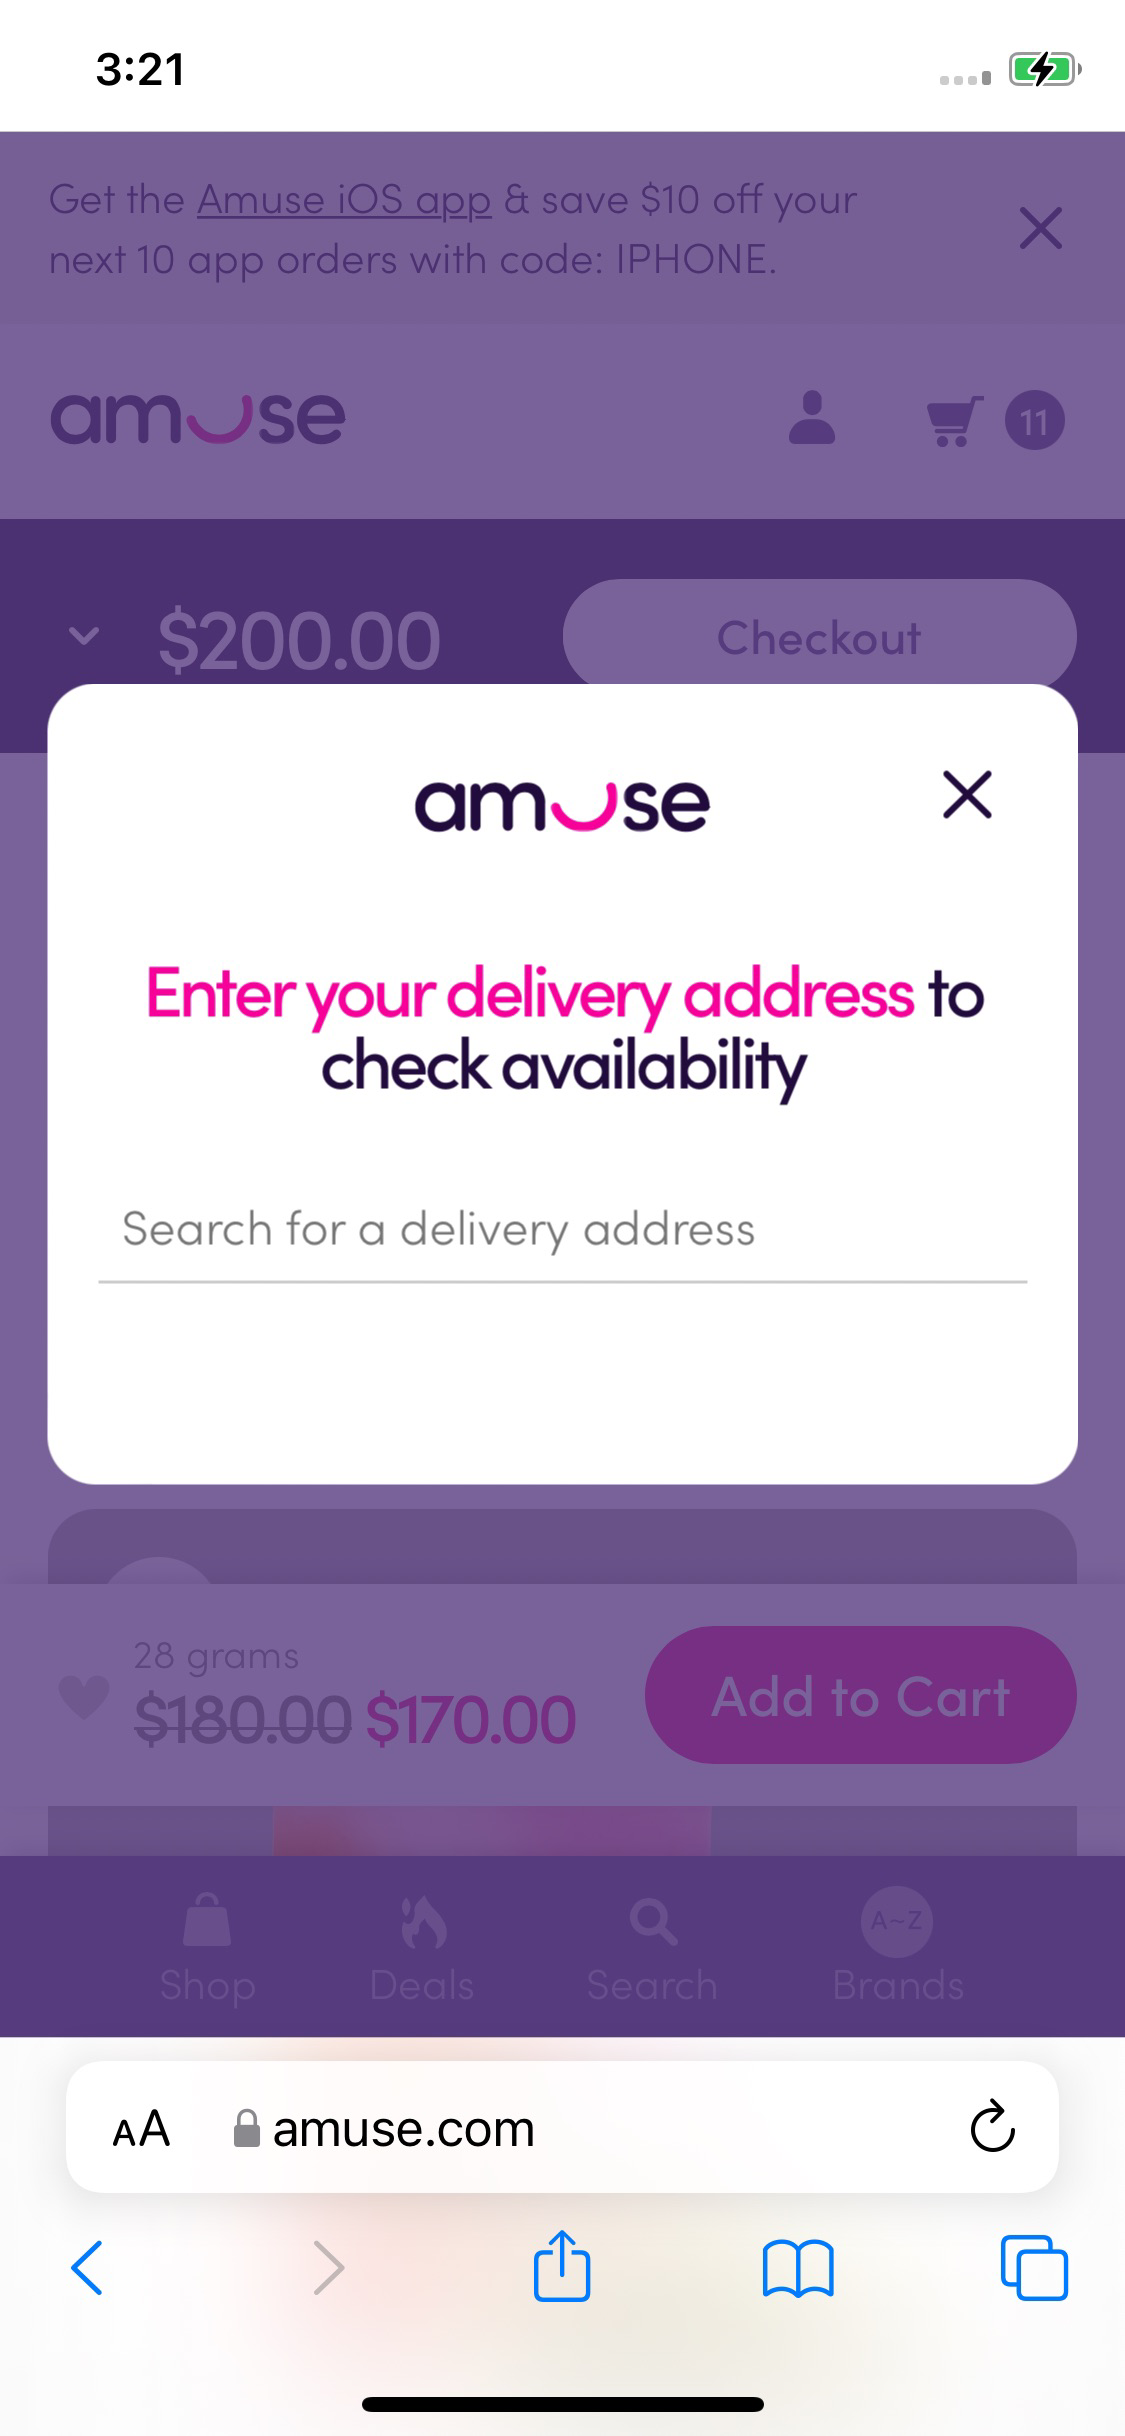 3:21
Get the Amuse iOS app & save $10 off your
next 10 app orders with code: IPHONE.
amuse
11
$200.00
Checkout
amuse
Enter your delivery address to
check availability
Search for a delivery address
28 grams
$180.00 $170.00
Add to Cart
A~Z
Shop Deals Search Brands
AA amuse.com